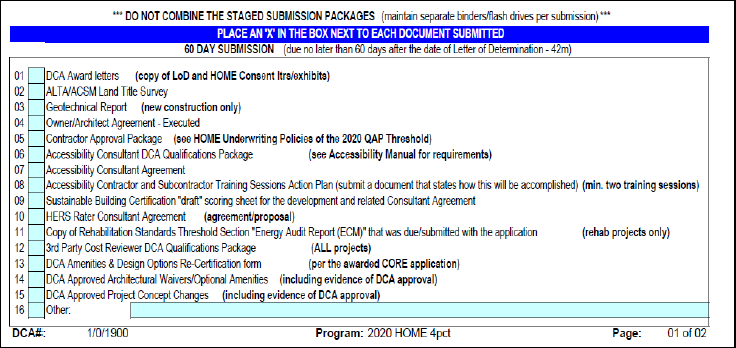 *** DO NOT COMBINE THE STAGED SUBMISSION PACKAGES (maintain separate binders/flash drives per submission) ***
PLACE AN "X" IN THE BOX NEXT TO EACH DOCUMENT SUBMITTED
60 DAY SUBMISSION (due no later than 60 days after the date of Letter of Determination - 42m)
01 DCA Award letters (copy of LoD and HOME Consent ltrs/exhibits)
02 ALTA/ACSM Land Title Survey
03 Geotechnical Report (new construction only)
04 Owner/Architect Agreement - Executed
05 Contractor Approval Package (see HOME Underwriting Policies of the 2020 QAP Threshold)
06 Accessibility Consultant DCA Qualifications Package (see Accessibility Manual for requirements)
07 Accessibility Consultant Agreement
08 Accessibility Contractor and Subcontractor Training Sessions Action Plan (submit a document that states how this will be accomplished) (min. two training sessions)
09 Sustainable Building Certification "draft" scoring sheet for the development and related Consultant Agreement
10 HERS Rater Consultant Agreement (agreement/proposal)
11 Copy of Rehabilitation Standards Threshold Section "Energy Audit Report (ECM)" that was due/submitted with the application (rehab projects only)
12 3rd Party Cost Reviewer DCA Qualifications Package (ALL projects)
13 DCA Amenities & Design Options Re-Certification form (per the awarded CORE application)
14 DCA Approved Architectural Waivers/Optional Amenities (including evidence of DCA approval)
15 DCA Approved Project Concept Changes (including evidence of DCA approval)
16 Other:
DCA#: 1/0/1900 Program: 2020 HOME 4pct Page: 01 of 02